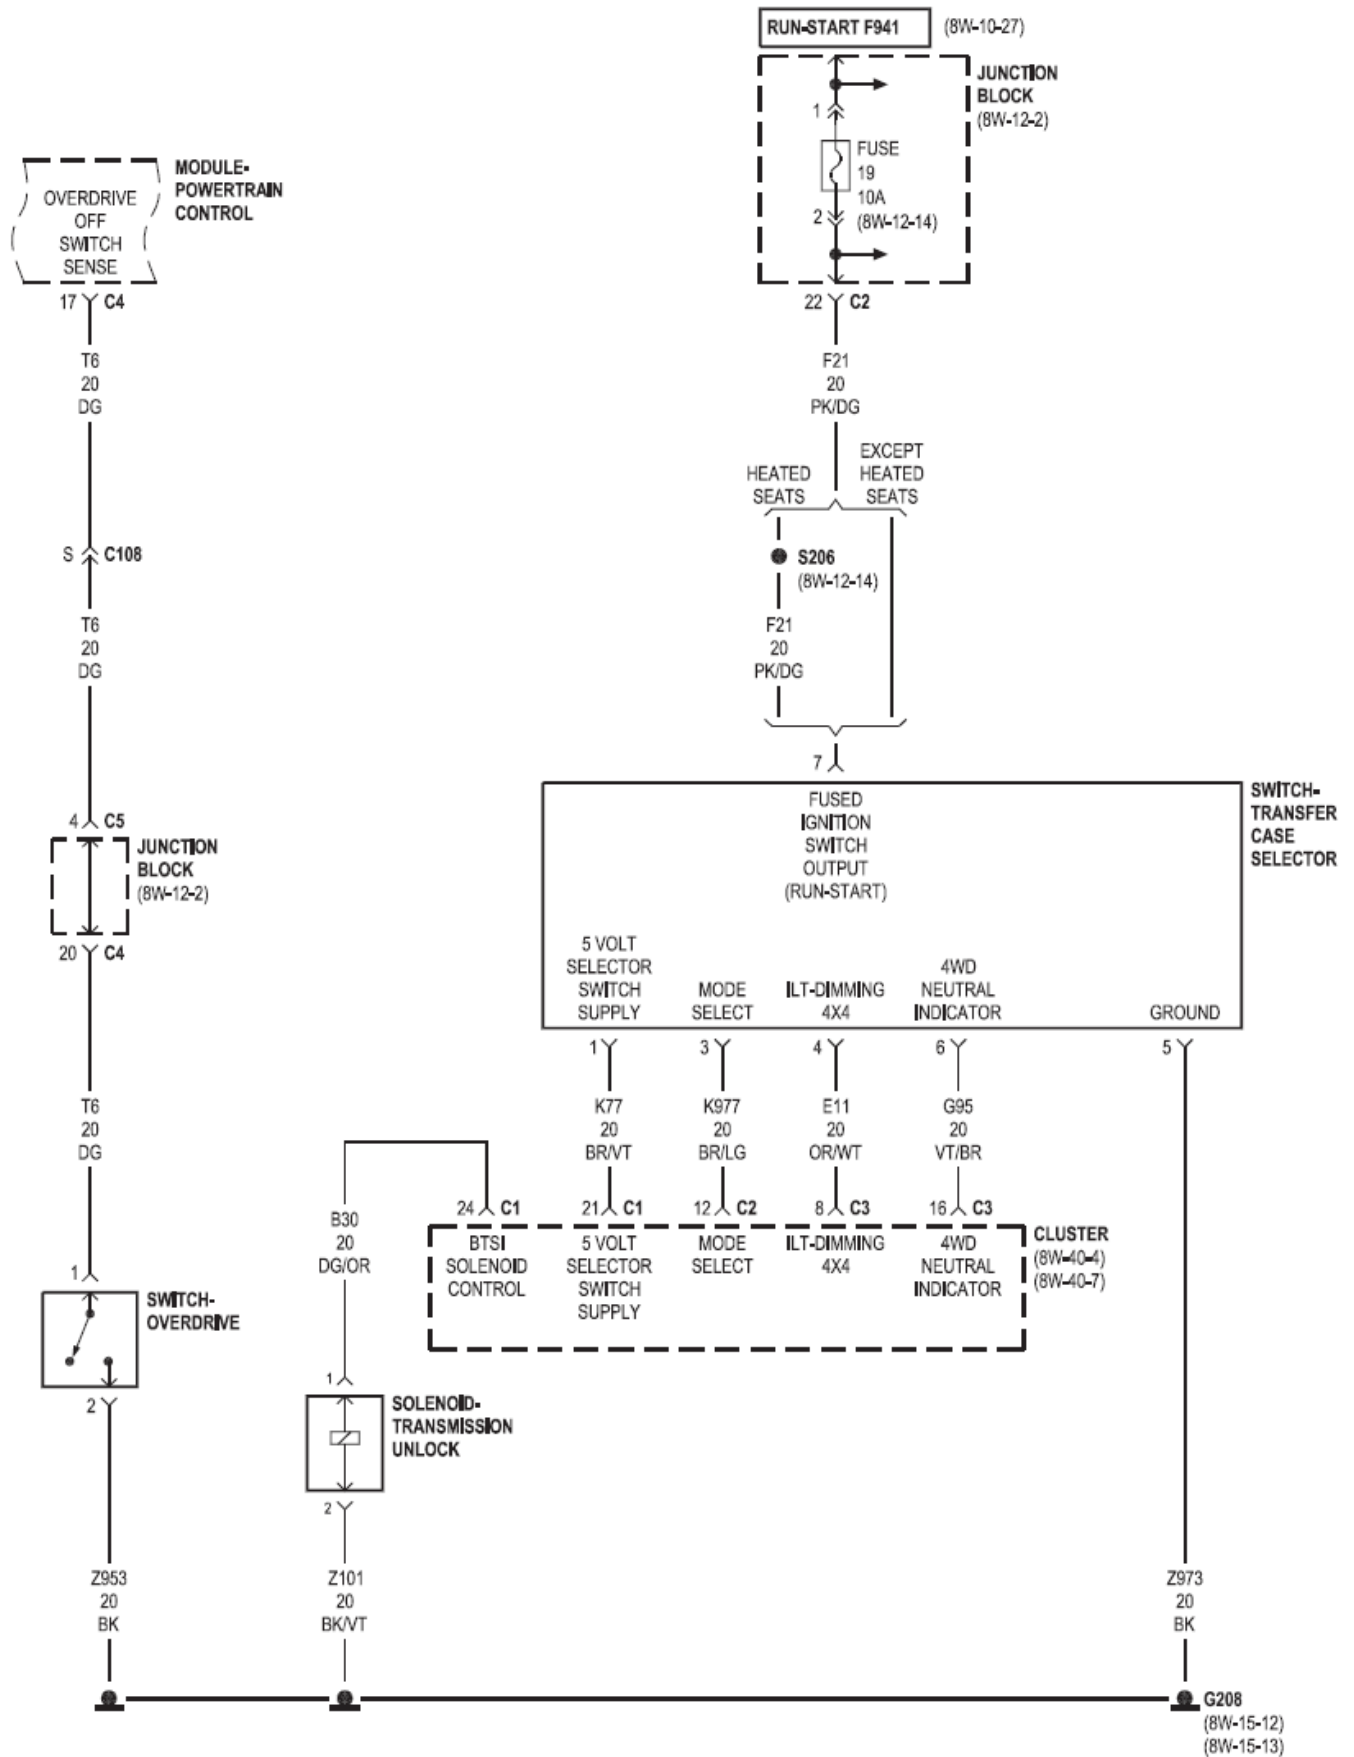 RUN-START F941 (8W-10-27)
JUNCTION
BLOCK
(8W-12-2)
1
FUSE
19
10A
(8W-12-14)
2
22 C2
F21
20
PK/DG
HEATED
SEATS
EXCEPT
HEATED
SEATS
S206
(8W-12-14)
F21
20
PK/DG
7
MODULE-
POWERTRAIN
CONTROL
OVERDRIVE
OFF
SWITCH
SENSE
17 C4
T6
20
DG
S C108
T6
20
DG
4 C5
JUNCTION
BLOCK
(8W-12-2)
20 C4
T6
20
DG
1
SWITCH-
OVERDRIVE
2
Z953
20
BK
SWITCH-
TRANSFER
CASE
SELECTOR
FUSED
IGNITION
SWITCH
OUTPUT
(RUN-START)
5 VOLT
SELECTOR
SWITCH
SUPPLY
MODE
SELECT
ILT-DIMMING
4X4
4WD
NEUTRAL
INDICATOR
GROUND
1
3
4
6
5
K77
20
BR/VT
K977
20
BR/LG
E11
20
OR/WT
G95
20
VT/BR
24 C1
21 C1
12 C2
8 C3
16 C3
BTSI
SOLENOID
CONTROL
5 VOLT
SELECTOR
SWITCH
SUPPLY
MODE
SELECT
ILT-DIMMING
4X4
4WD
NEUTRAL
INDICATOR
CLUSTER
(8W-40-4)
(8W-40-7)
B30
20
DG/OR
1
SOLENOID-
TRANSMISSION
UNLOCK
2
Z101
20
BK/VT
Z973
20
BK
G208
(8W-15-12)
(8W-15-13)